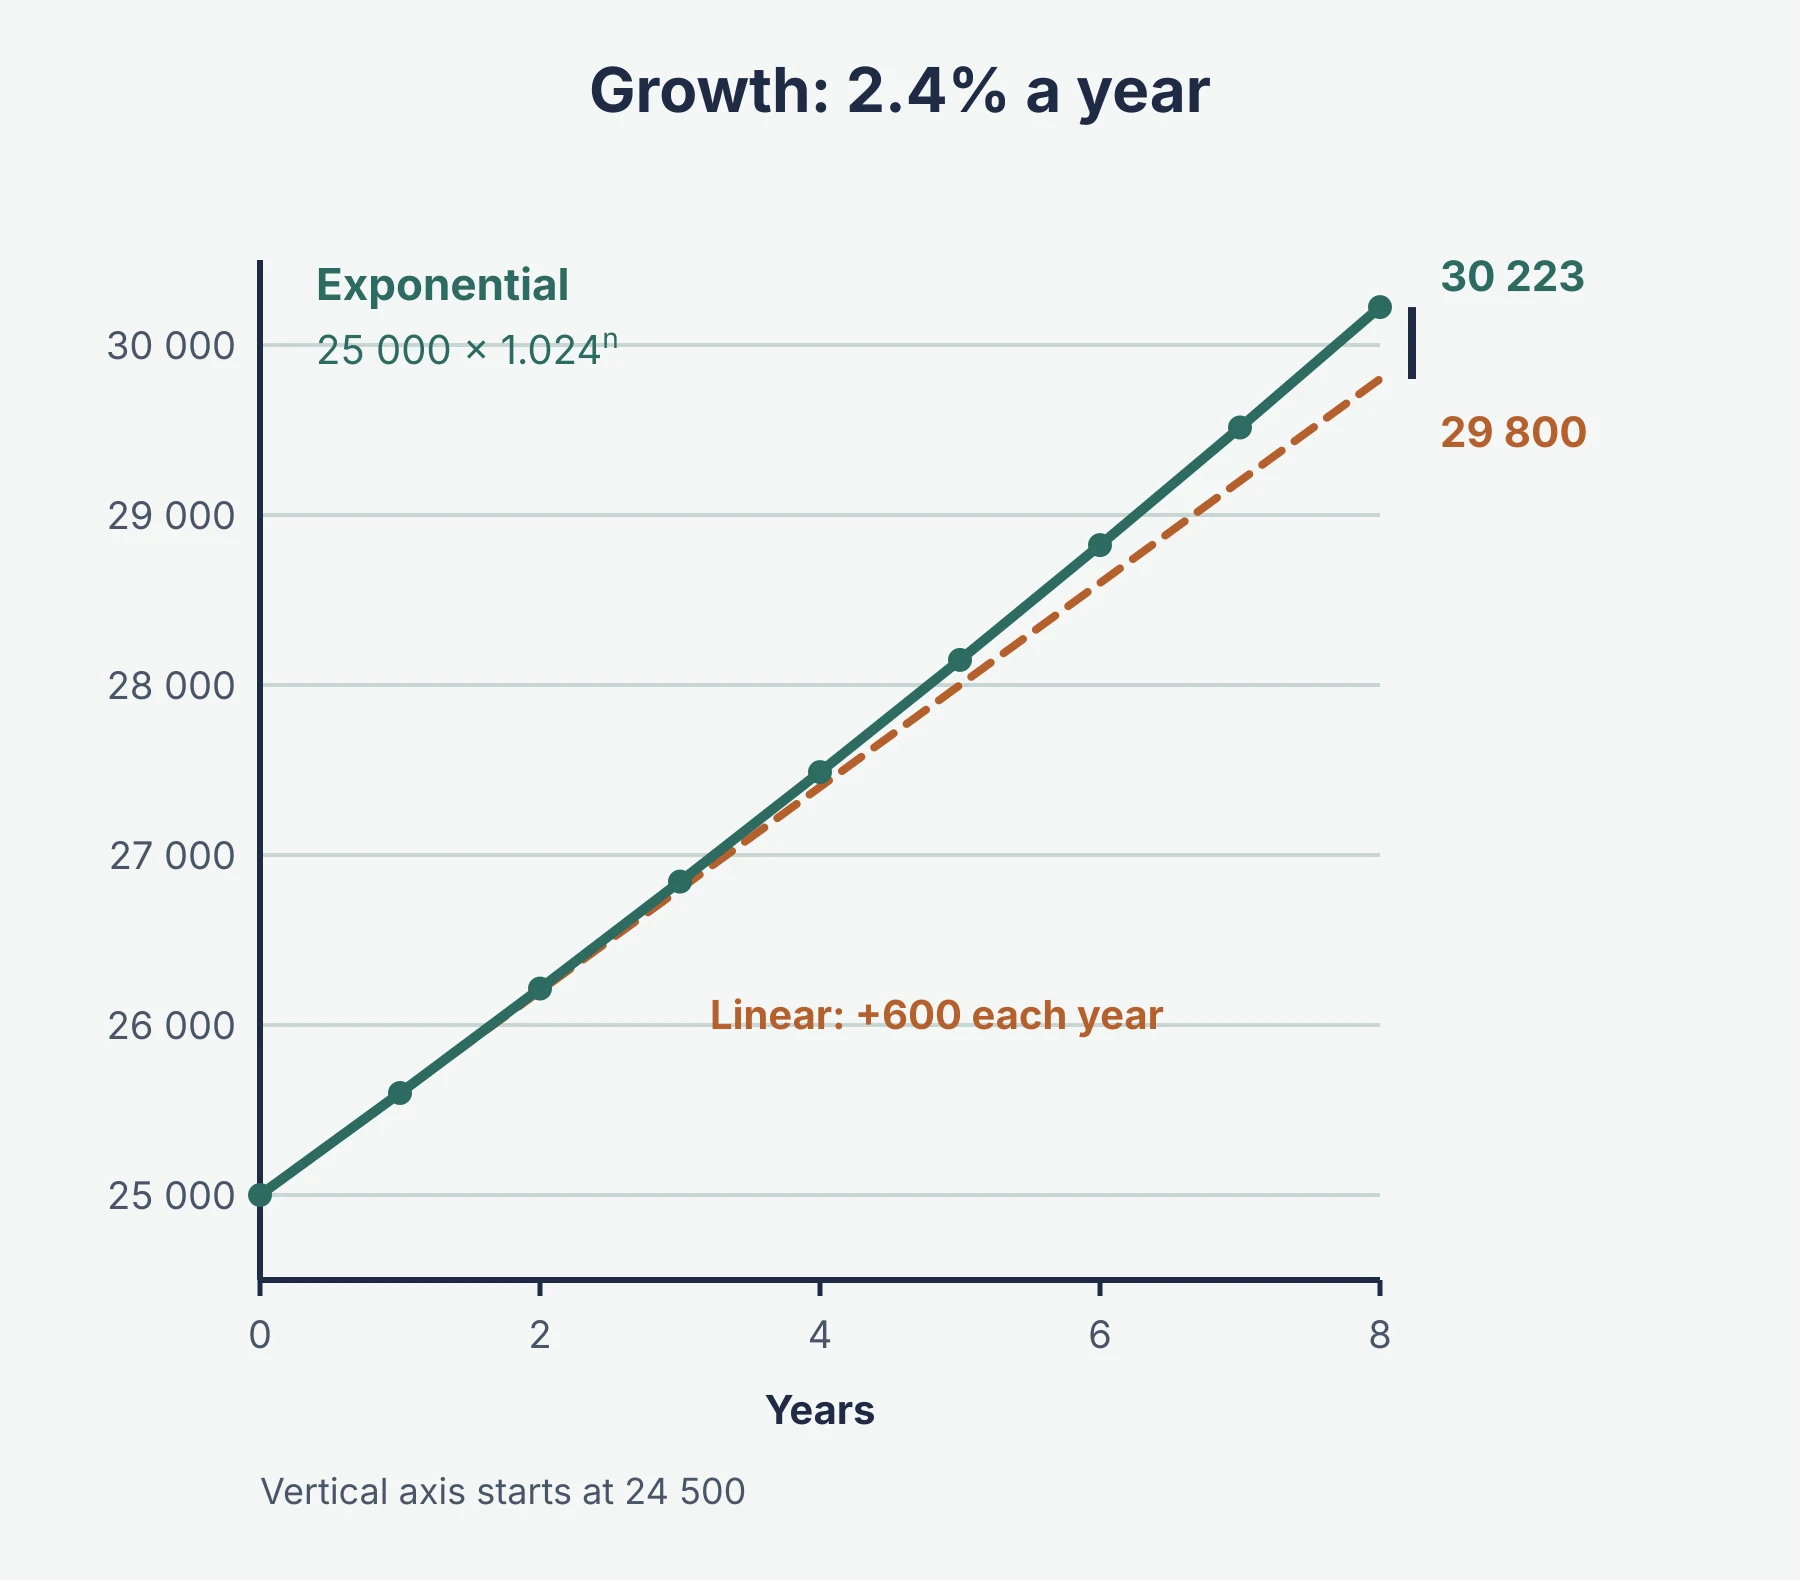 Growth: 2.4% a year
Exponential
25 000 × 1.024ⁿ
30 223
29 800
30 000
29 000
28 000
27 000
26 000
25 000
Linear: +600 each year
0 2 4 6 8
Years
Vertical axis starts at 24 500